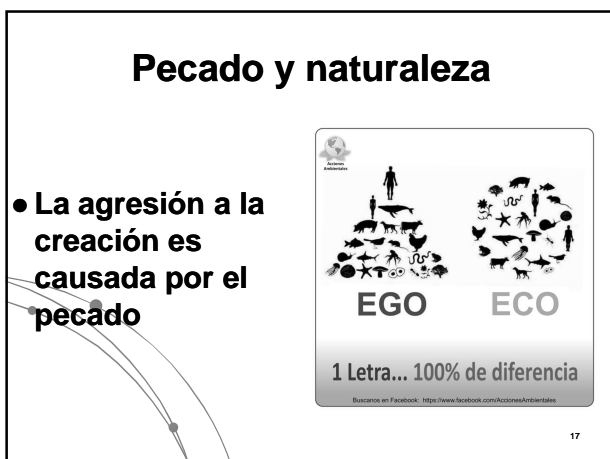 Pecado y naturaleza
● La agresión a la
creación es
causada por el
pecado
Acciones
Ambientales
EGO ECO
1 Letra... 100% de diferencia
Buscanos en Facebook: https://www.facebook.com/AccionesAmbientales
17